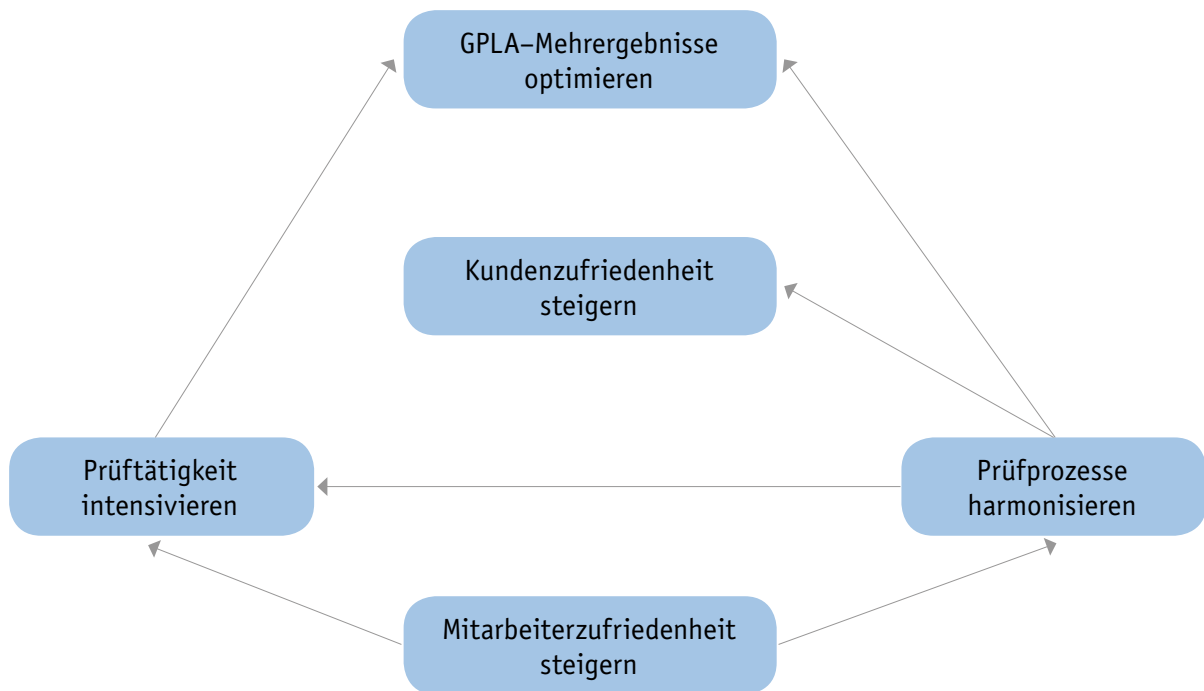 GPLA–Mehrergebnisse
optimieren
Kundenzufriedenheit
steigern
Prüftätigkeit
intensivieren
Prüfprozesse
harmonisieren
Mitarbeiterzufriedenheit
steigern